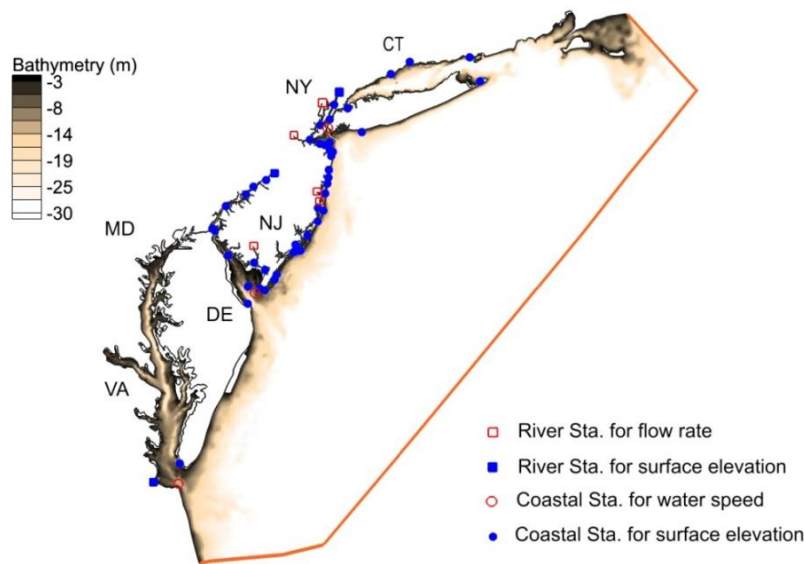 CT
Bathymetry (m)
-3
-8
-14
-19
-25
-30
NY
MD
NJ
DE
VA
River Sta. for flow rate
River Sta. for surface elevation
Coastal Sta. for water speed
Coastal Sta. for surface elevation